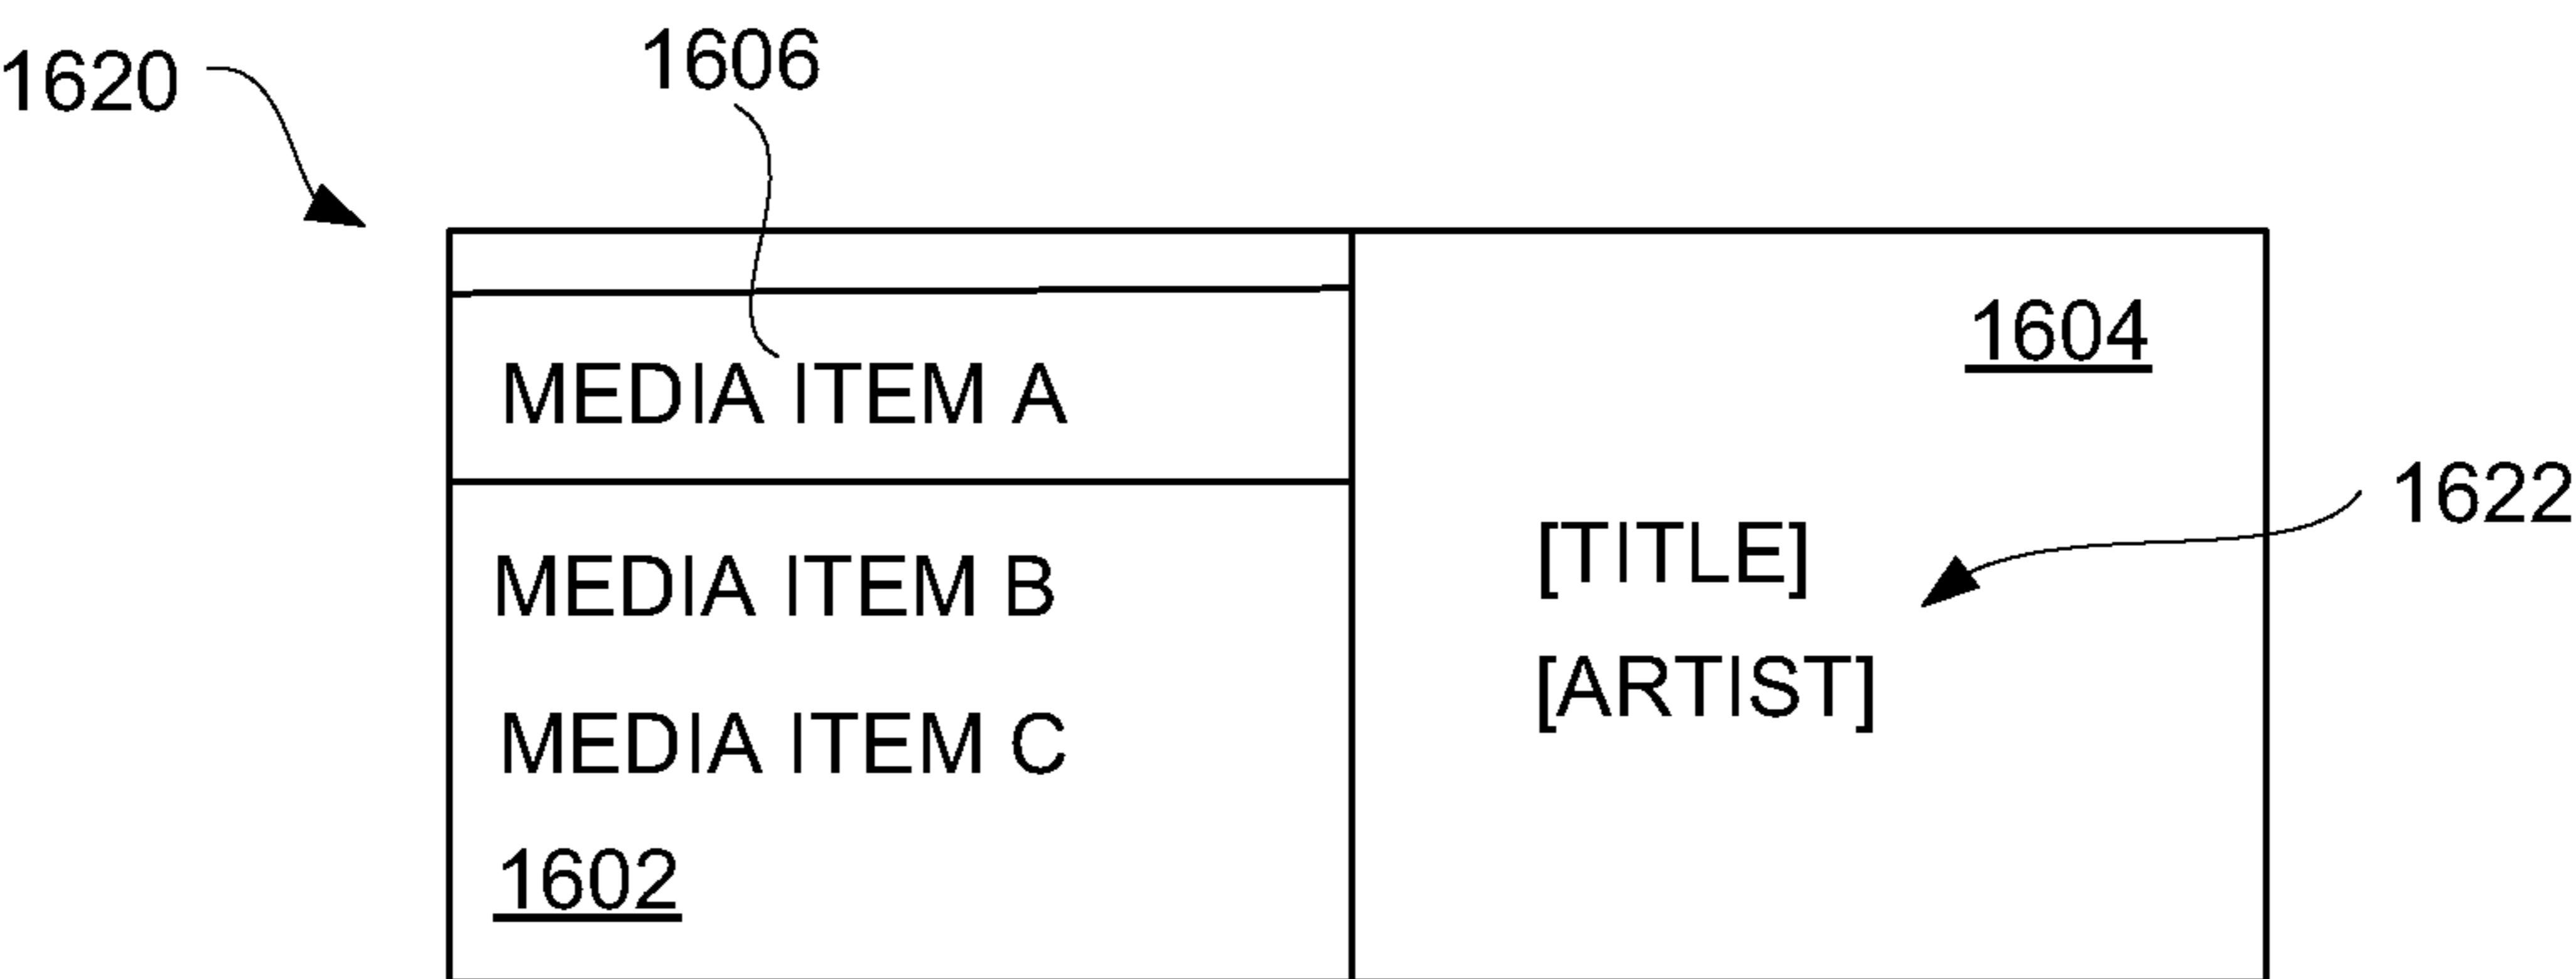 1620
1606
MEDIA ITEM A
MEDIA ITEM B
MEDIA ITEM C
1602
1604
[TITLE]
[ARTIST]
1622